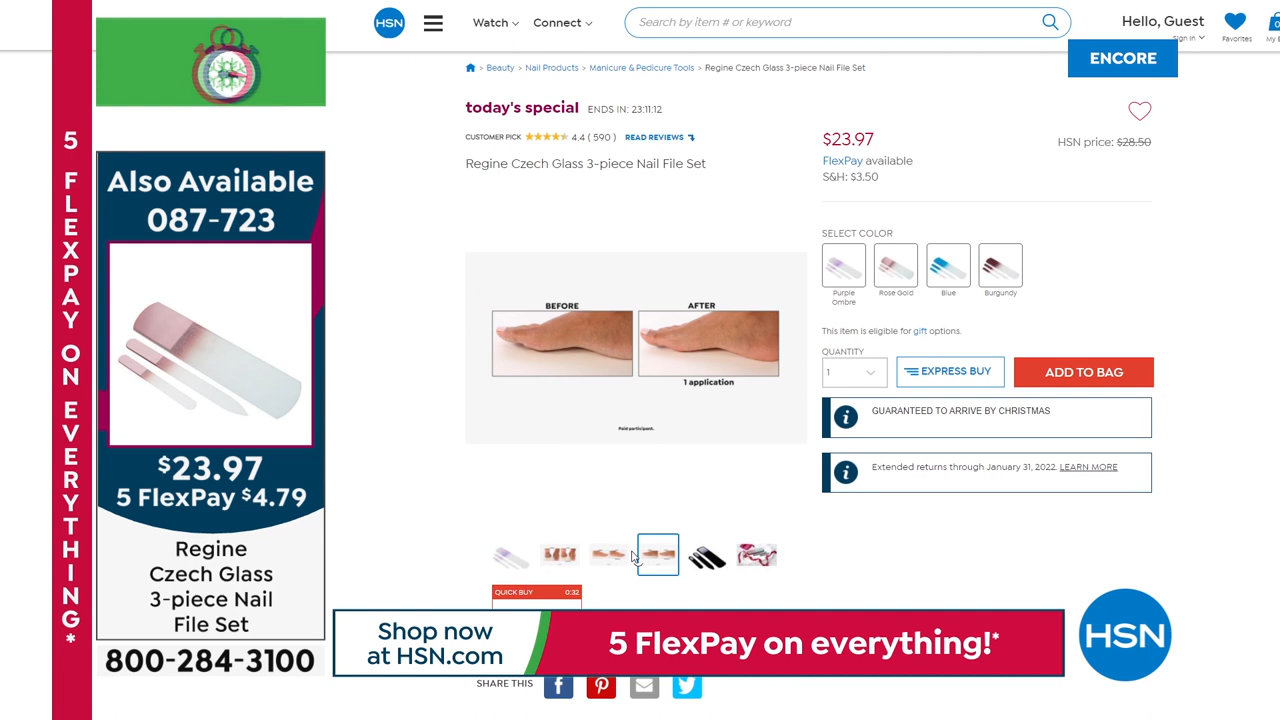 5 FLEXPAY ON EVERYTHING*
Also Available
087-723
$23.97
5 FlexPay $4.79
Regine
Czech Glass
3-piece Nail
File Set
800-284-3100
HSN
Watch
Connect
Search by item # or keyword
Hello, Guest
Sign In
Favorites
0
ENCORE
Beauty > Nail Products > Manicure & Pedicure Tools > Regine Czech Glass 3-piece Nail File Set
today's special ENDS IN: 23:11:12
CUSTOMER PICK 4.4 ( 590 ) READ REVIEWS
Regine Czech Glass 3-piece Nail File Set
BEFORE
AFTER
1 application
Paid participant.
$23.97
HSN price: $28.50
FlexPay available
S&H: $3.50
SELECT COLOR
Purple
Ombre
Rose Gold
Blue
Burgundy
This item is eligible for gift options.
QUANTITY
1
EXPRESS BUY
ADD TO BAG
GUARANTEED TO ARRIVE BY CHRISTMAS
Extended returns through January 31, 2022. LEARN MORE
QUICK BUY 0:32
Shop now
at HSN.com
5 FlexPay on everything!*
HSN
SHARE THIS